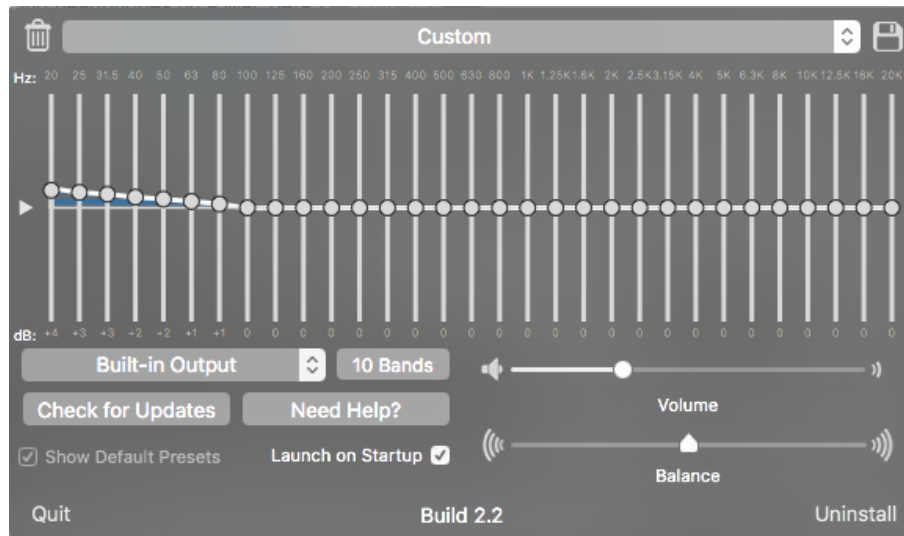 Custom
Hz: 20 25 31.5 40 50 63 80 100 125 160 200 250 315 400 500 630 800 1K 1.25K 1.6K 2K 2.5K 3.15K 4K 5K 6.3K 8K 10K 12.5K 16K 20K
dB: +4 +3 +3 +2 +2 +1 +1 0 0 0 0 0 0 0 0 0 0 0 0 0 0 0 0 0 0 0 0 0 0 0 0
Built-in Output 10 Bands
Check for Updates Need Help?
Volume
Show Default Presets Launch on Startup
Balance
Quit Build 2.2 Uninstall